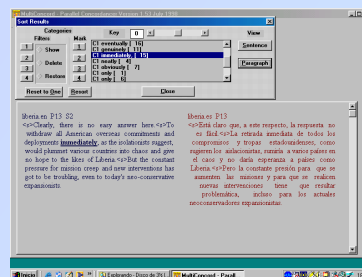 MultiConcord - Parallel Concordancer Version 1.53 July 1998
Sort Results
Categories
Filters
Mark
Key
0
View
1
Show
1
2
Delete
2
3
3
4
Restore
4
Reset to One
Resort
C1 eventually [ 16]
C1 genuinely [ 11]
C1 immediately, [ 15]
C1 neatly [ 4]
C1 obviously [ 7]
C1 only [ 1]
C1 only [ 6]
Sentence
Paragraph
Close
liberia.en P13 S2
<s>Clearly, there is no easy answer here.<s>To
withdraw all American overseas commitments and
deployments immediately, as the isolationists suggest,
would plummet various countries into chaos and give
no hope to the likes of Liberia.<s>But the constant
pressure for mission creep and new interventions has
got to be troubling, even to today's neo-conservative
expansionists.
liberia.es P13
<s>Está claro que, a este respecto, la respuesta no
es fácil.<s>La retirada inmediata de todos los
compromisos y tropas estadounidenses, como
sugieren los aislacionistas, sumiría a varios países en
el caos y no daría esperanza a países como
Liberia.<s>Pero la constante presión para que se
aumenten las misiones y para que se realicen
nuevas intervenciones tiene que resultar
problemática, incluso para los actuales
neoconservadores expansionistas.
Inicio
Explorando - Disco de 3½ (
MultiConcord - Parall